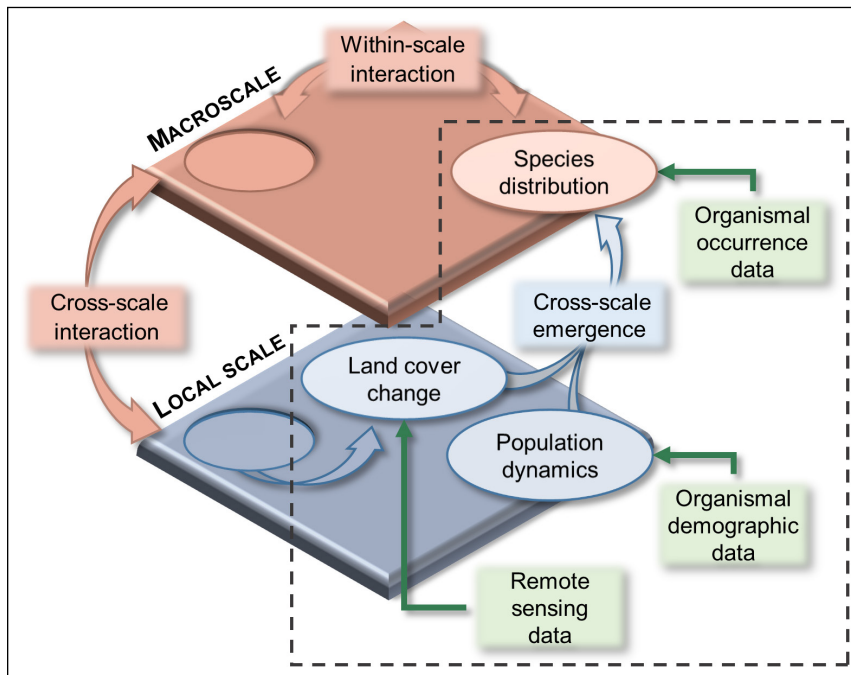 Within-scale
interaction
MACROSCALE
Species
distribution
Organismal
occurrence
data
Cross-scale
interaction
Cross-scale
emergence
LOCAL SCALE
Land cover
change
Population
dynamics
Organismal
demographic
data
Remote
sensing
data